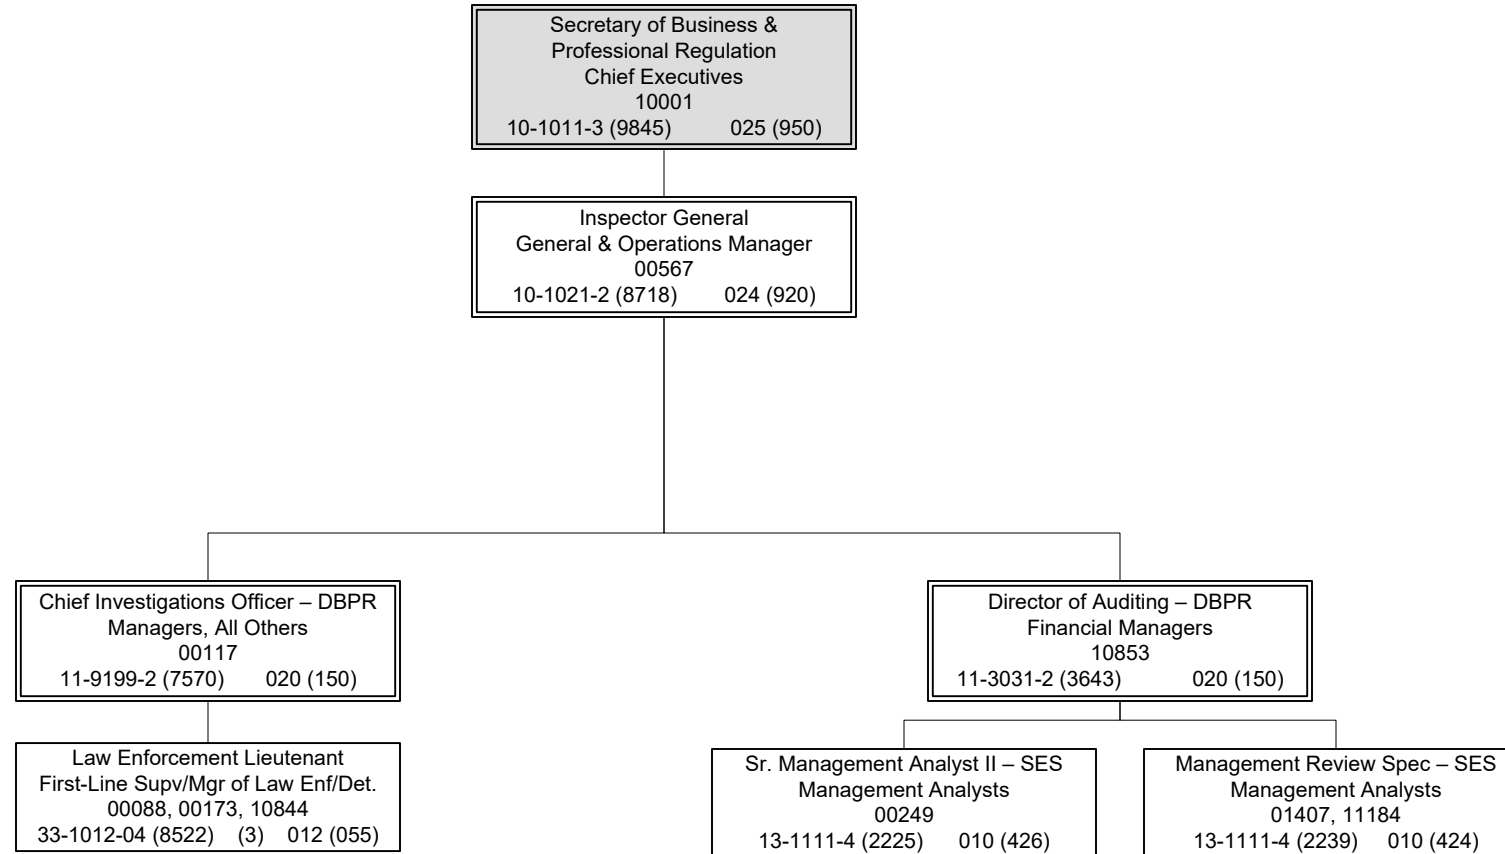 Secretary of Business &
Professional Regulation
Chief Executives
10001
10-1011-3 (9845) 025 (950)
Inspector General
General & Operations Manager
00567
10-1021-2 (8718) 024 (920)
Chief Investigations Officer – DBPR
Managers, All Others
00117
11-9199-2 (7570) 020 (150)
Director of Auditing – DBPR
Financial Managers
10853
11-3031-2 (3643) 020 (150)
Law Enforcement Lieutenant
First-Line Supv/Mgr of Law Enf/Det.
00088, 00173, 10844
33-1012-04 (8522) (3) 012 (055)
Sr. Management Analyst II – SES
Management Analysts
00249
13-1111-4 (2225) 010 (426)
Management Review Spec – SES
Management Analysts
01407, 11184
13-1111-4 (2239) 010 (424)